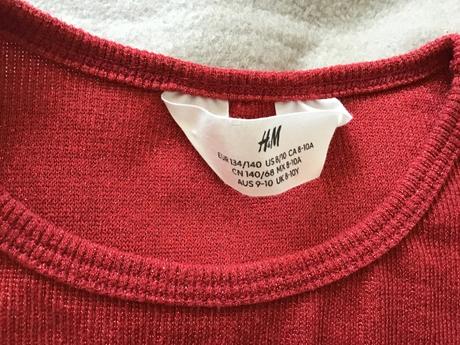 H&M
EUR 134/140 US 8/10 CA 8-10A
CN 140/68 MX 8-10A
AUS 9-10 UK 8-10Y